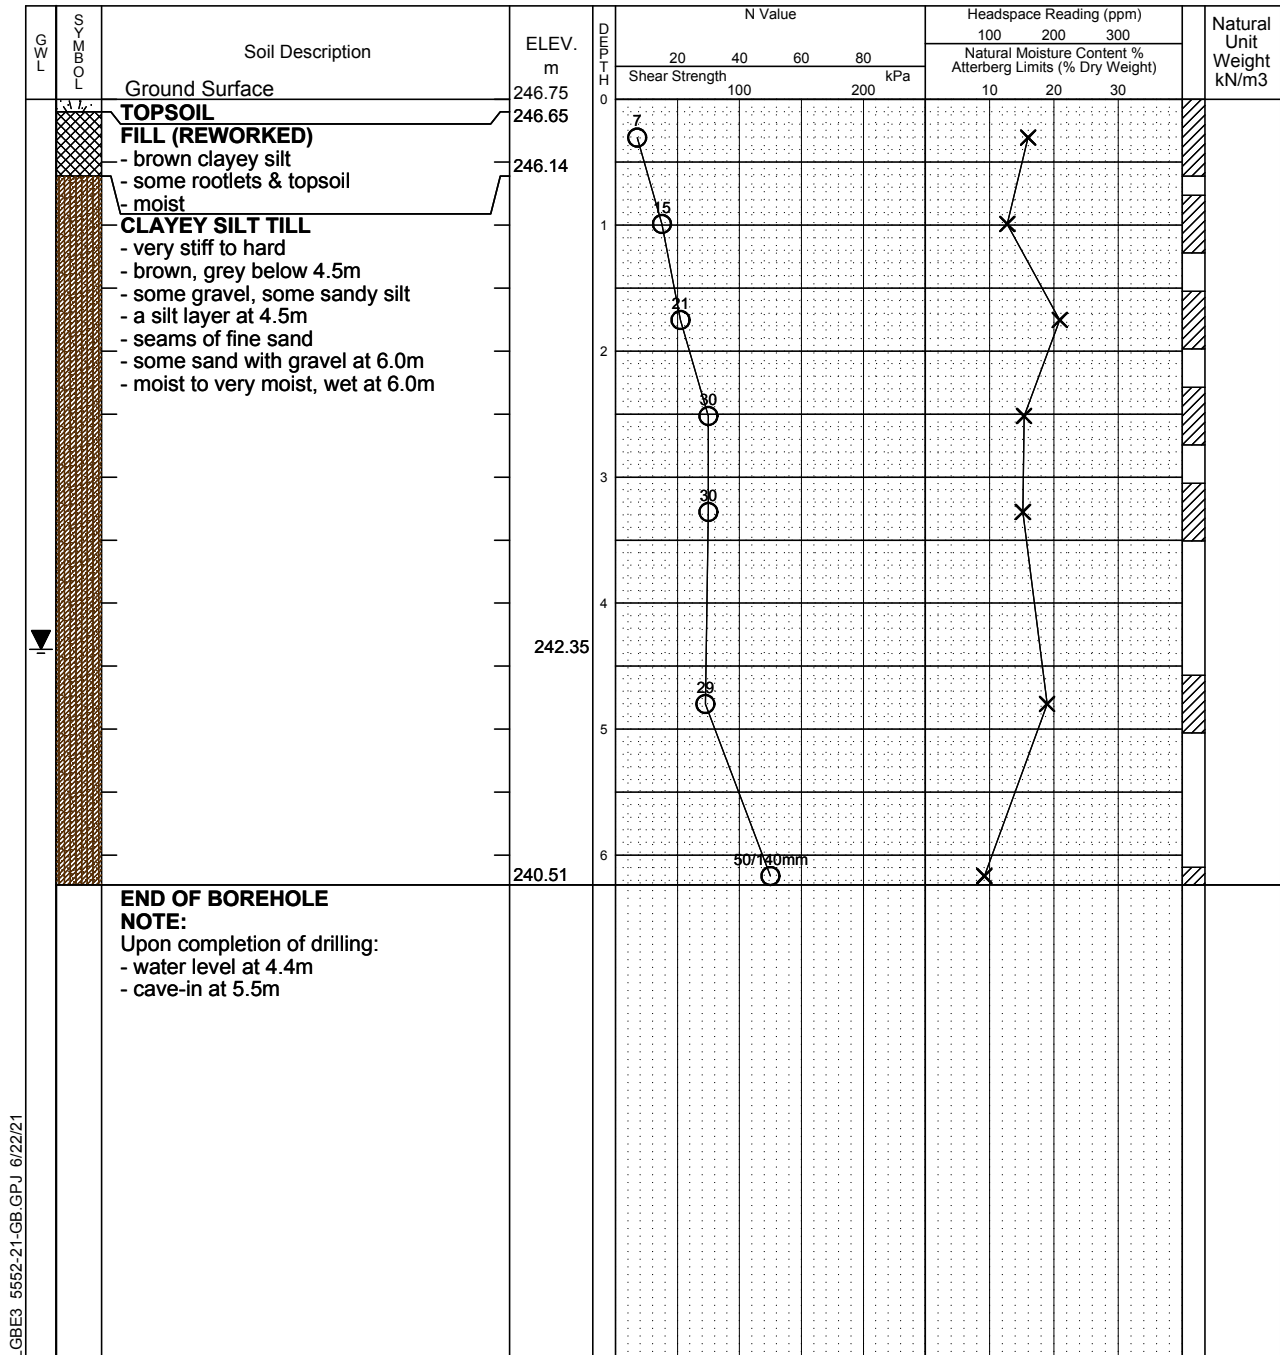 GWL
SYMBOL
Soil Description
Ground Surface
ELEV.
m
246.75
DEPTH
N Value
20 40 60 80
Shear Strength kPa
100 200
Headspace Reading (ppm)
100 200 300
Natural Moisture Content %
Atterberg Limits (% Dry Weight)
10 20 30
Natural
Unit
Weight
kN/m3
0
TOPSOIL
246.65
FILL (REWORKED)
- brown clayey silt
246.14
- some rootlets & topsoil
- moist
7
CLAYEY SILT TILL
- very stiff to hard
- brown, grey below 4.5m
- some gravel, some sandy silt
- a silt layer at 4.5m
- seams of fine sand
- some sand with gravel at 6.0m
- moist to very moist, wet at 6.0m
15
1
21
2
30
3
30
4
242.35
29
5
6
50/140mm
240.51
END OF BOREHOLE
NOTE:
Upon completion of drilling:
- water level at 4.4m
- cave-in at 5.5m
GBE3 5552-21-GB.GPJ 6/22/21